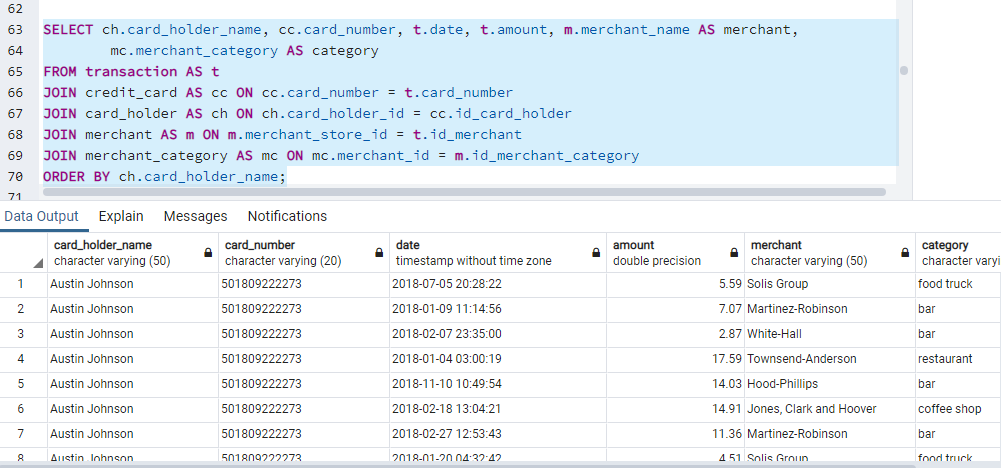 62
63 SELECT ch.card_holder_name, cc.card_number, t.date, t.amount, m.merchant_name AS merchant,
64 mc.merchant_category AS category
65 FROM transaction AS t
66 JOIN credit_card AS cc ON cc.card_number = t.card_number
67 JOIN card_holder AS ch ON ch.card_holder_id = cc.id_card_holder
68 JOIN merchant AS m ON m.merchant_store_id = t.id_merchant
69 JOIN merchant_category AS mc ON mc.merchant_id = m.id_merchant_category
70 ORDER BY ch.card_holder_name;
71
Data Output Explain Messages Notifications
card_holder_name card_number date amount merchant category
character varying (50) character varying (20) timestamp without time zone double precision character varying (50) character varyi
1 Austin Johnson 501809222273 2018-07-05 20:28:22 5.59 Solis Group food truck
2 Austin Johnson 501809222273 2018-01-09 11:14:56 7.07 Martinez-Robinson bar
3 Austin Johnson 501809222273 2018-02-07 23:35:00 2.87 White-Hall bar
4 Austin Johnson 501809222273 2018-01-04 03:00:19 17.59 Townsend-Anderson restaurant
5 Austin Johnson 501809222273 2018-11-10 10:49:54 14.03 Hood-Phillips bar
6 Austin Johnson 501809222273 2018-02-18 13:04:21 14.91 Jones, Clark and Hoover coffee shop
7 Austin Johnson 501809222273 2018-02-27 12:53:43 11.36 Martinez-Robinson bar
8 Austin Johnson 501809222273 2018-01-20 04:32:42 4.51 Solis Group food truck